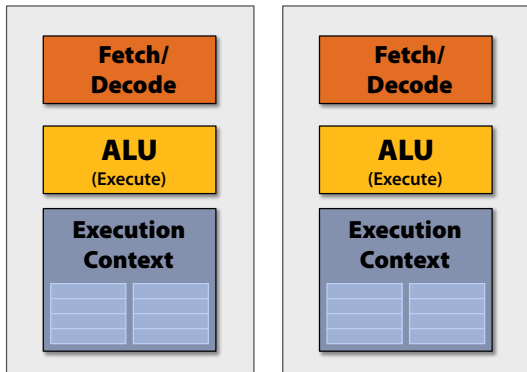 Fetch/
Decode
ALU
(Execute)
Execution
Context
Fetch/
Decode
ALU
(Execute)
Execution
Context